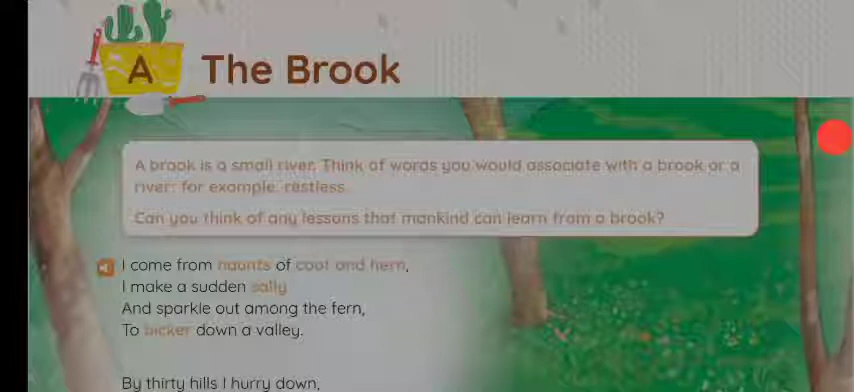 A
The Brook
A brook is a small river. Think of words you would associate with a brook or a
river: for example: restless.
Can you think of any lessons that mankind can learn from a brook?
I come from haunts of coot and hern,
I make a sudden sally
And sparkle out among the fern,
To bicker down a valley.
By thirty hills I hurry down,